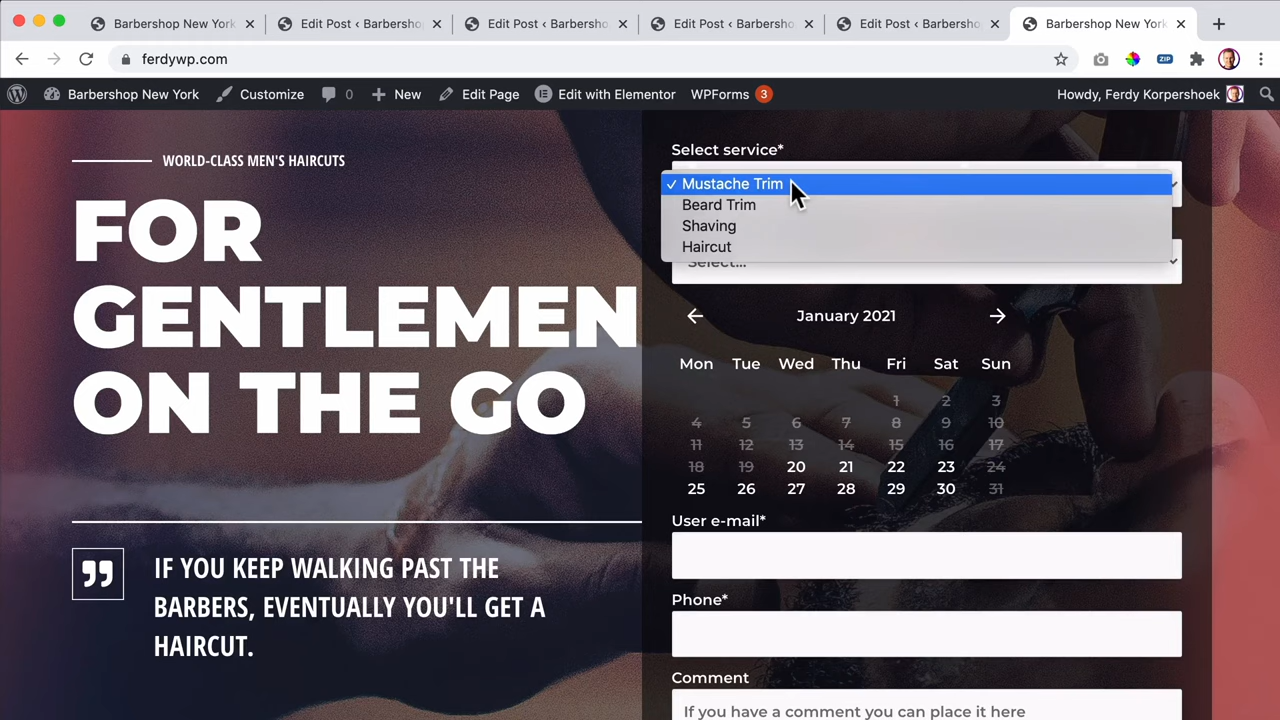 Barbershop New York
Edit Post ‹ Barbersho
Edit Post ‹ Barbersho
Edit Post ‹ Barbersho
Edit Post ‹ Barbersho
Barbershop New York
ferdywp.com
ZIP
Barbershop New York
Customize
0
New
Edit Page
Edit with Elementor
WPForms 3
Howdy, Ferdy Korpershoek
WORLD-CLASS MEN'S HAIRCUTS
FOR
GENTLEMEN
ON THE GO
IF YOU KEEP WALKING PAST THE
BARBERS, EVENTUALLY YOU'LL GET A
HAIRCUT.
Select service*
✓ Mustache Trim
Beard Trim
Shaving
Haircut
Select...
January 2021
Mon Tue Wed Thu Fri Sat Sun
1 2 3
4 5 6 7 8 9 10
11 12 13 14 15 16 17
18 19 20 21 22 23 24
25 26 27 28 29 30 31
User e-mail*
Phone*
Comment
If you have a comment you can place it here